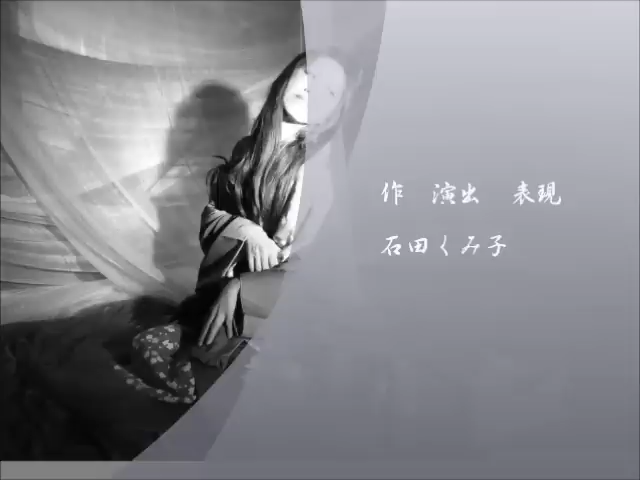 作　演出　表現
石田くみ子